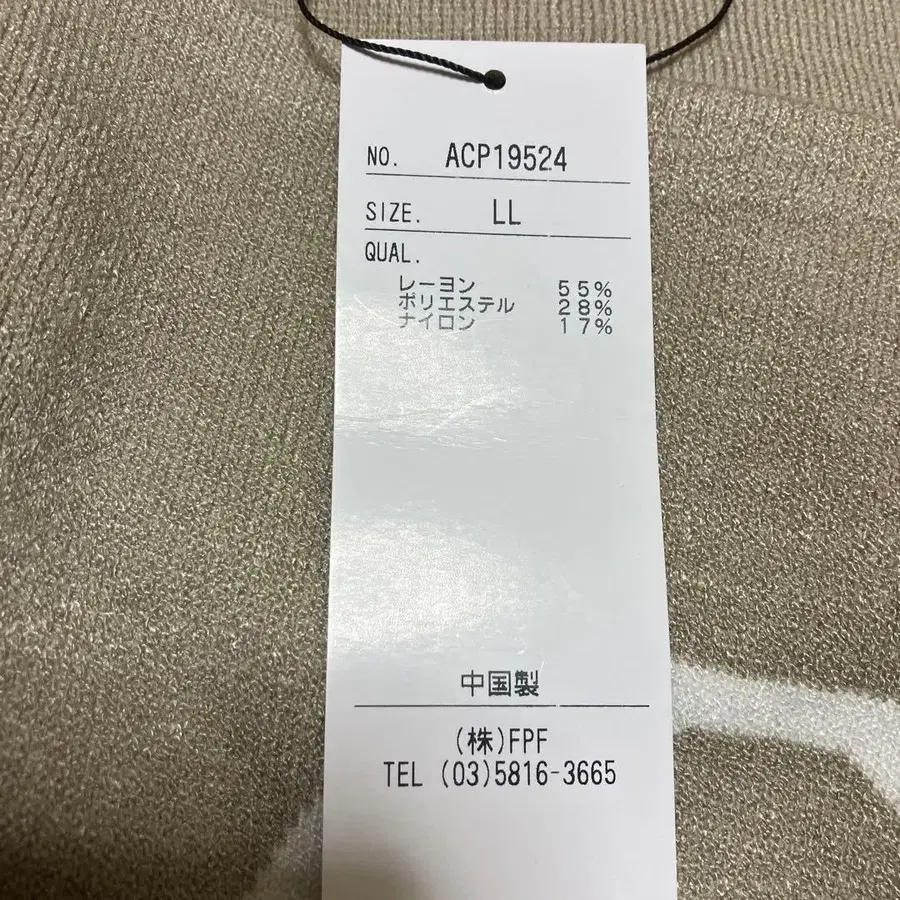 NO. ACP19524
SIZE. LL
QUAL.
レーヨン 55%
ポリエステル 28%
ナイロン 17%
中国製
(株)FPF
TEL (03)5816-3665